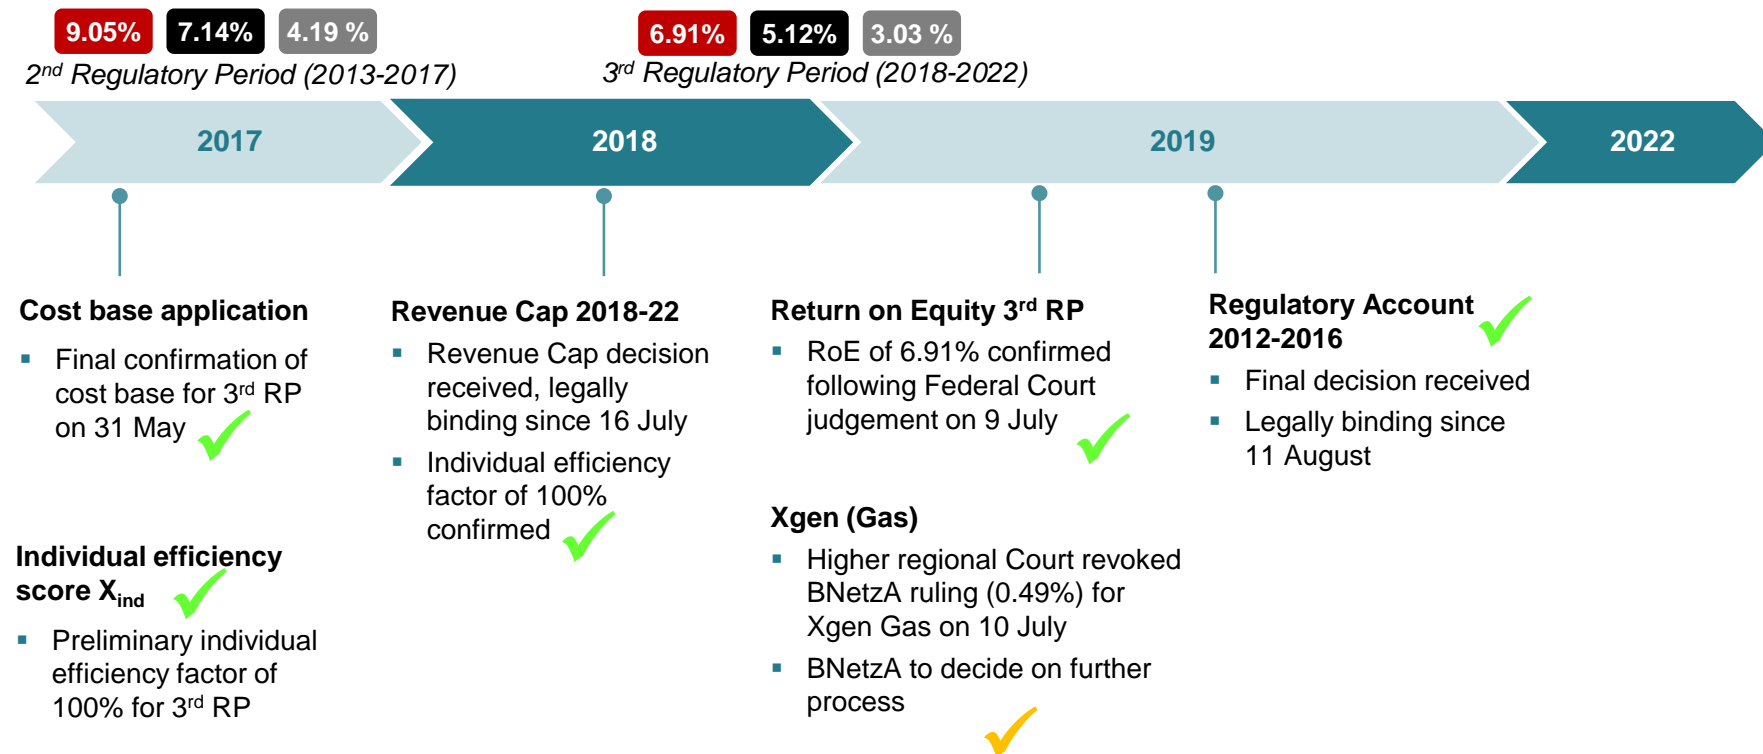 9.05% 7.14% 4.19 %
2nd Regulatory Period (2013-2017)
6.91% 5.12% 3.03 %
3rd Regulatory Period (2018-2022)
2017
2018
2019
2022
Cost base application
▪ Final confirmation of
cost base for 3rd RP
on 31 May
Individual efficiency
score Xind
▪ Preliminary individual
efficiency factor of
100% for 3rd RP
Revenue Cap 2018-22
▪ Revenue Cap decision
received, legally
binding since 16 July
▪ Individual efficiency
factor of 100%
confirmed
Return on Equity 3rd RP
▪ RoE of 6.91% confirmed
following Federal Court
judgement on 9 July
Xgen (Gas)
▪ Higher regional Court revoked
BNetzA ruling (0.49%) for
Xgen Gas on 10 July
▪ BNetzA to decide on further
process
Regulatory Account
2012-2016
▪ Final decision received
▪ Legally binding since
11 August